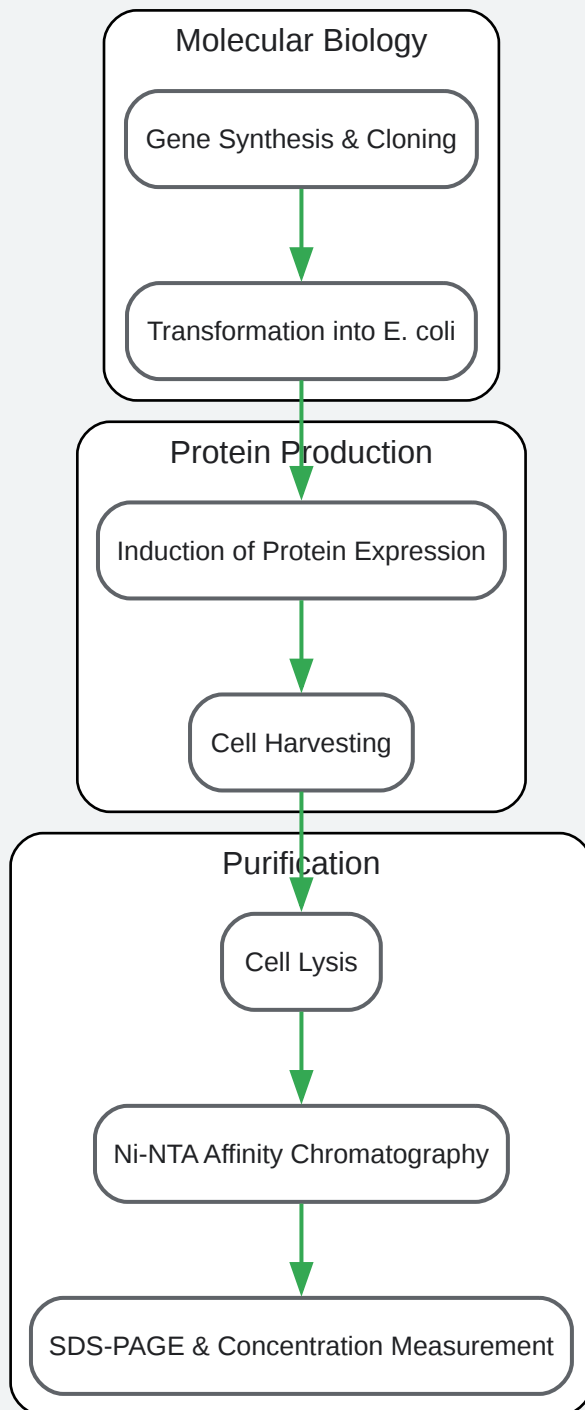 Molecular Biology
Gene Synthesis & Cloning
Transformation into E. coli
Protein Production
Induction of Protein Expression
Cell Harvesting
Purification
Cell Lysis
Ni-NTA Affinity Chromatography
SDS-PAGE & Concentration Measurement